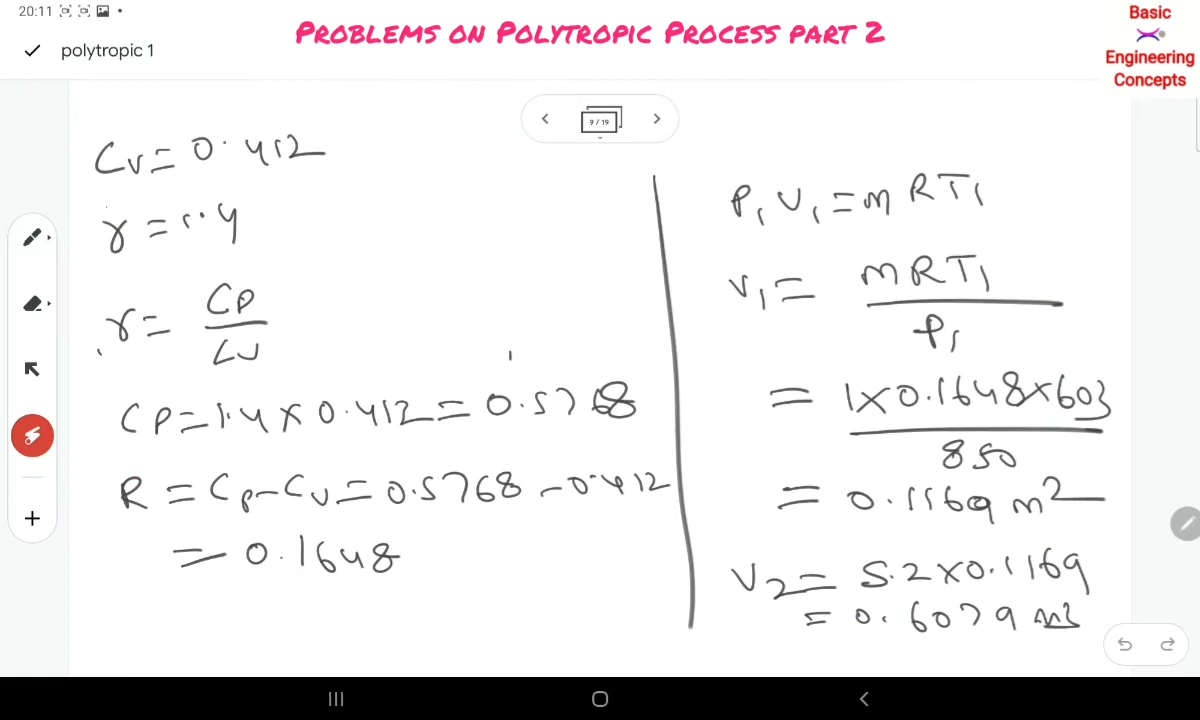 20:11
PROBLEMS ON POLYTROPIC PROCESS PART 2
Basic
Engineering
Concepts
polytropic 1
9 / 19
Cv = 0.412
γ = 1.4
γ = Cp / Cv
Cp = 1.4 × 0.412 = 0.5768
R = Cp - Cv = 0.5768 - 0.412
= 0.1648
P1 V1 = m R T1
V1 = m R T1 / P1
= 1 × 0.1648 × 603 / 850
= 0.1169 m2
V2 = 5.2 × 0.1169
= 0.6079 m3